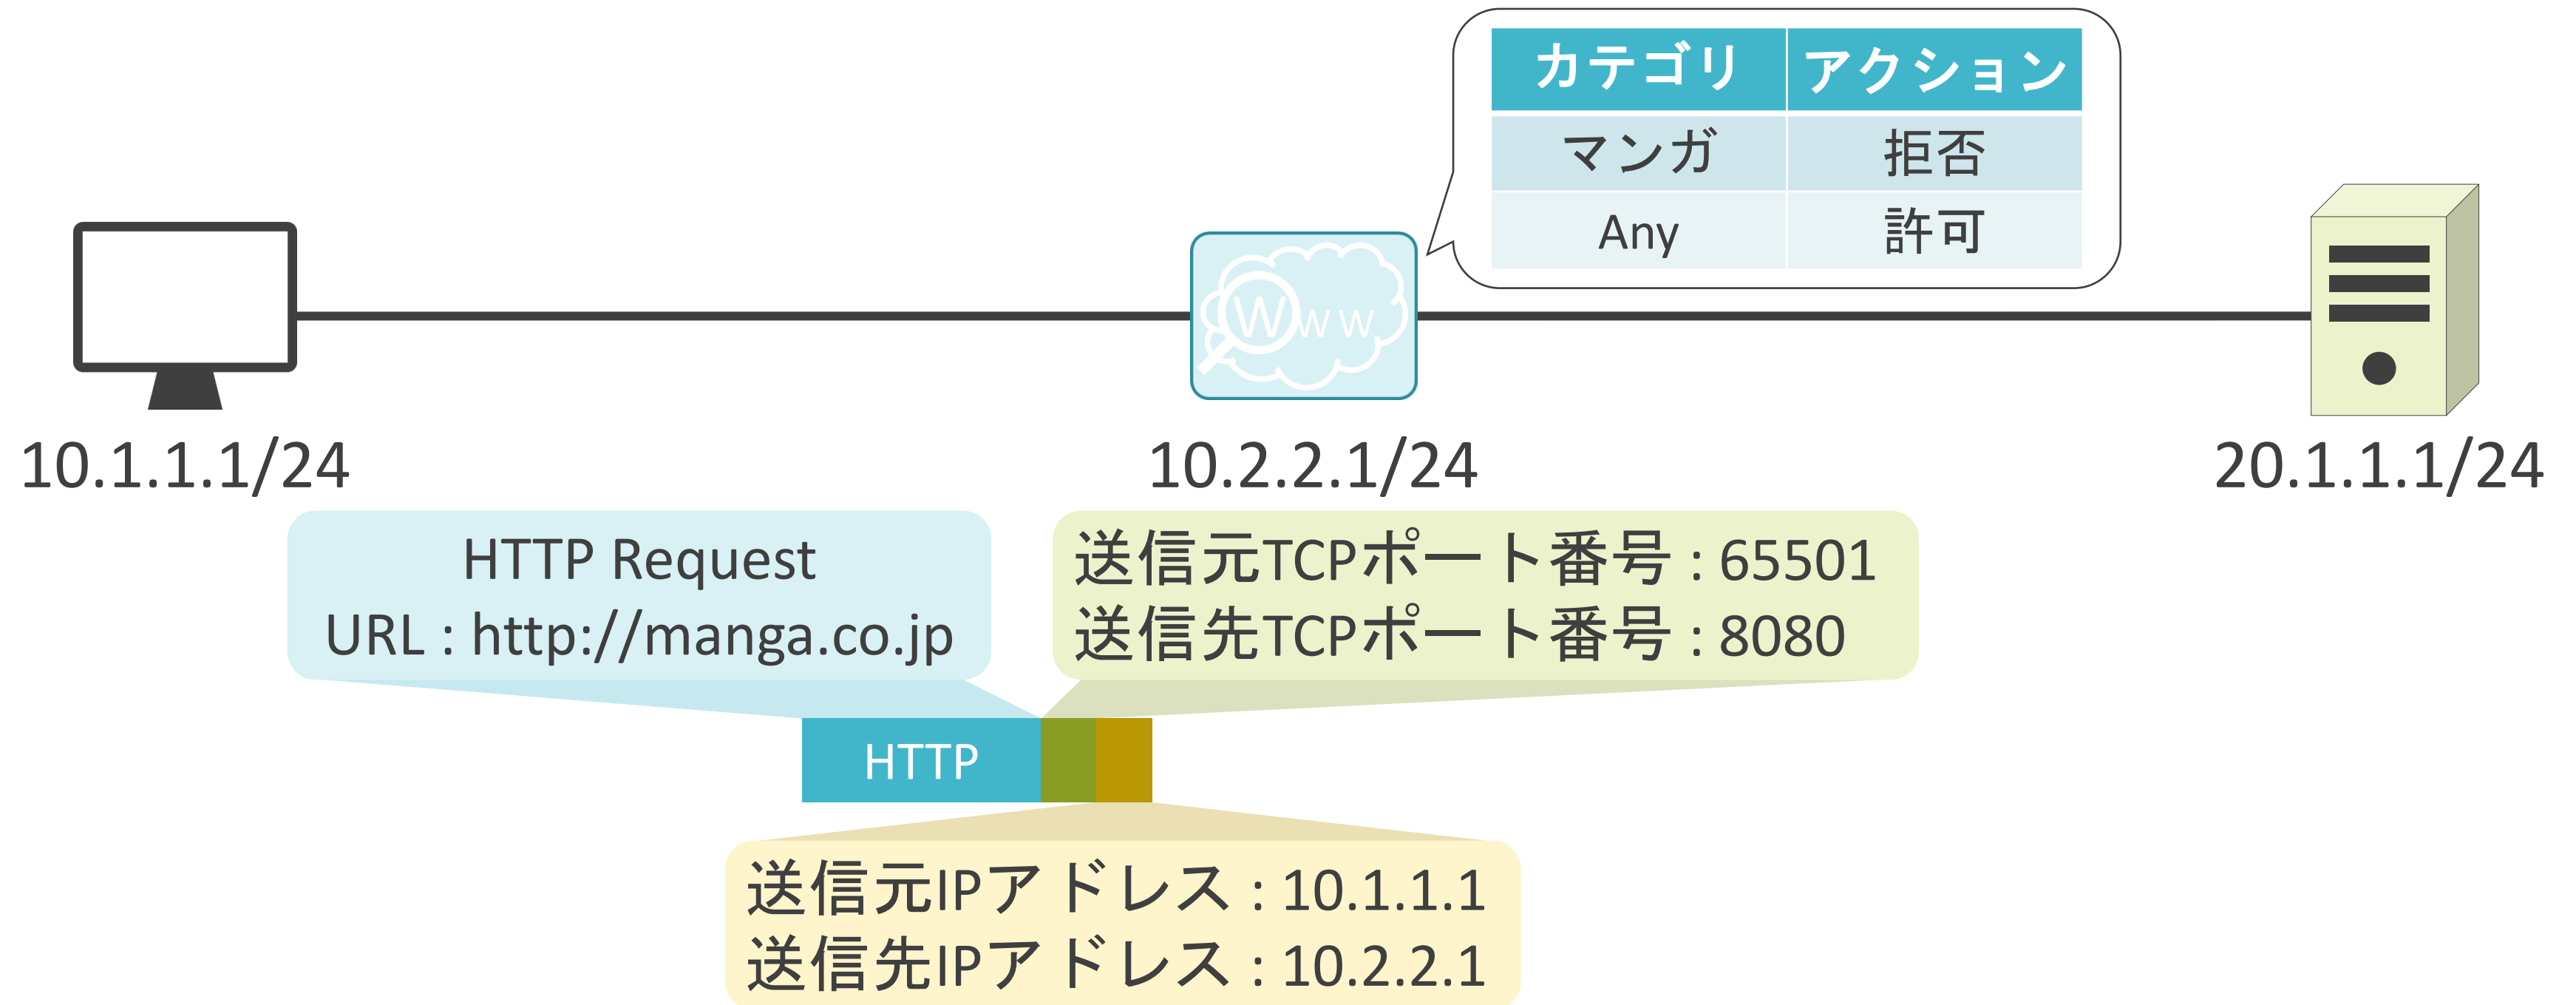 カテゴリ アクション
マンガ 拒否
Any 許可
www
10.1.1.1/24
10.2.2.1/24
20.1.1.1/24
HTTP Request
URL : http://manga.co.jp
送信元TCPポート番号 : 65501
送信先TCPポート番号 : 8080
HTTP
送信元IPアドレス : 10.1.1.1
送信先IPアドレス : 10.2.2.1